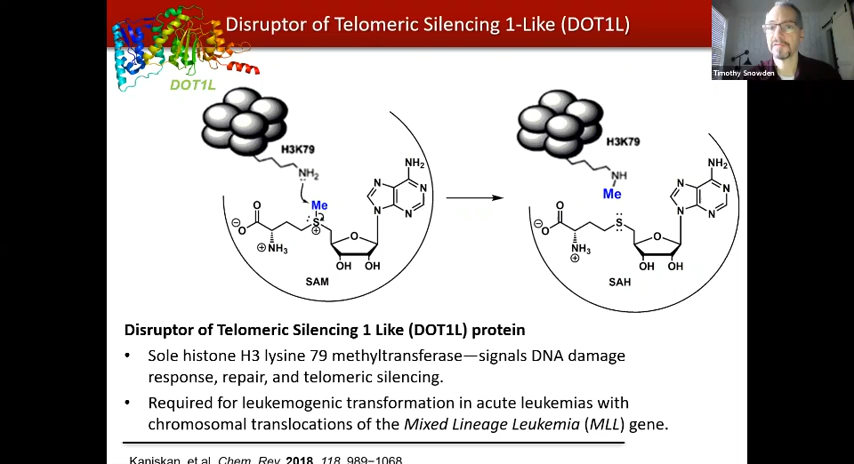 Disruptor of Telomeric Silencing 1-Like (DOT1L)
Timothy Snowden
DOT1L
H3K79
NH2
Me
S
⊕
O
⊖O
⊕NH3
O
OH OH
N
N
N
N
NH2
SAM
H3K79
NH
Me
S
O
⊖O
NH3
⊕
O
OH OH
N
N
N
N
NH2
SAH
Disruptor of Telomeric Silencing 1 Like (DOT1L) protein
• Sole histone H3 lysine 79 methyltransferase—signals DNA damage
response, repair, and telomeric silencing.
• Required for leukemogenic transformation in acute leukemias with
chromosomal translocations of the Mixed Lineage Leukemia (MLL) gene.
Kaniskan, et al. Chem. Rev. 2018, 118, 989−1068